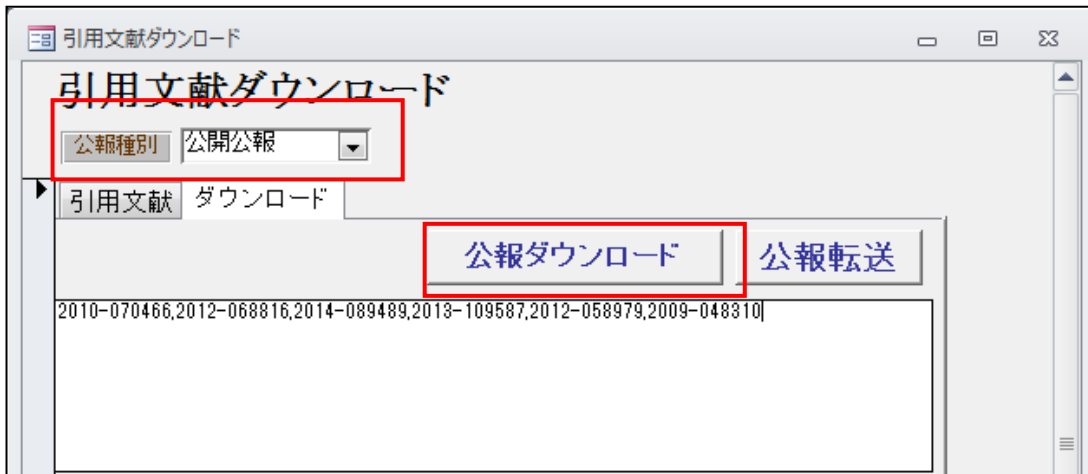 引用文献ダウンロード
引用文献ダウンロード
公報種別 公開公報
引用文献 ダウンロード
公報ダウンロード 公報転送
2010-070466,2012-068816,2014-089489,2013-109587,2012-058979,2009-048310